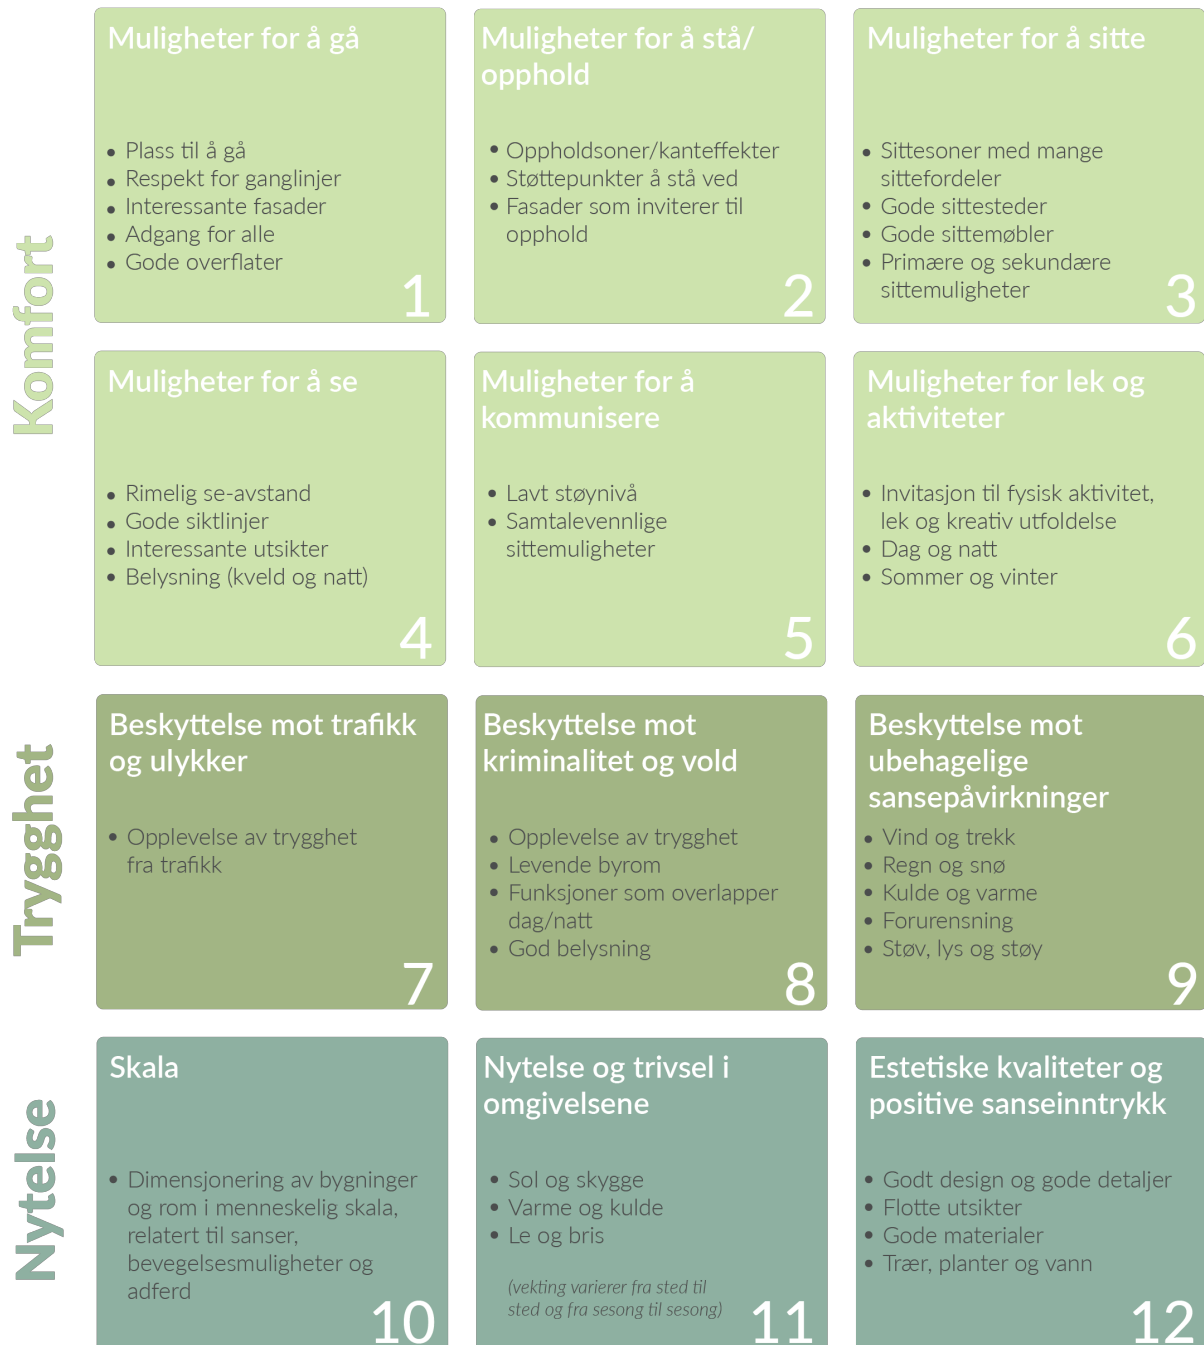 Komfort
Muligheter for å gå
• Plass til å gå
• Respekt for ganglinjer
• Interessante fasader
• Adgang for alle
• Gode overflater
1
Muligheter for å stå/
opphold
• Oppholdsoner/kanteffekter
• Støttepunkter å stå ved
• Fasader som inviterer til
opphold
2
Muligheter for å sitte
• Sittesoner med mange
sittefordeler
• Gode sittesteder
• Gode sittemøbler
• Primære og sekundære
sittemuligheter
3
Muligheter for å se
• Rimelig se-avstand
• Gode siktlinjer
• Interessante utsikter
• Belysning (kveld og natt)
4
Muligheter for å
kommunisere
• Lavt støynivå
• Samtalevennlige
sittemuligheter
5
Muligheter for lek og
aktiviteter
• Invitasjon til fysisk aktivitet,
lek og kreativ utfoldelse
• Dag og natt
• Sommer og vinter
6
Trygghet
Beskyttelse mot trafikk
og ulykker
• Opplevelse av trygghet
fra trafikk
7
Beskyttelse mot
kriminalitet og vold
• Opplevelse av trygghet
• Levende byrom
• Funksjoner som overlapper
dag/natt
• God belysning
8
Beskyttelse mot
ubehagelige
sansepåvirkninger
• Vind og trekk
• Regn og snø
• Kulde og varme
• Forurensning
• Støv, lys og støy
9
Nytelse
Skala
• Dimensjonering av bygninger
og rom i menneskelig skala,
relatert til sanser,
bevegelsesmuligheter og
adferd
10
Nytelse og trivsel i
omgivelsene
• Sol og skygge
• Varme og kulde
• Le og bris
(vekting varierer fra sted til
sted og fra sesong til sesong)
11
Estetiske kvaliteter og
positive sanseinntrykk
• Godt design og gode detaljer
• Flotte utsikter
• Gode materialer
• Trær, planter og vann
12